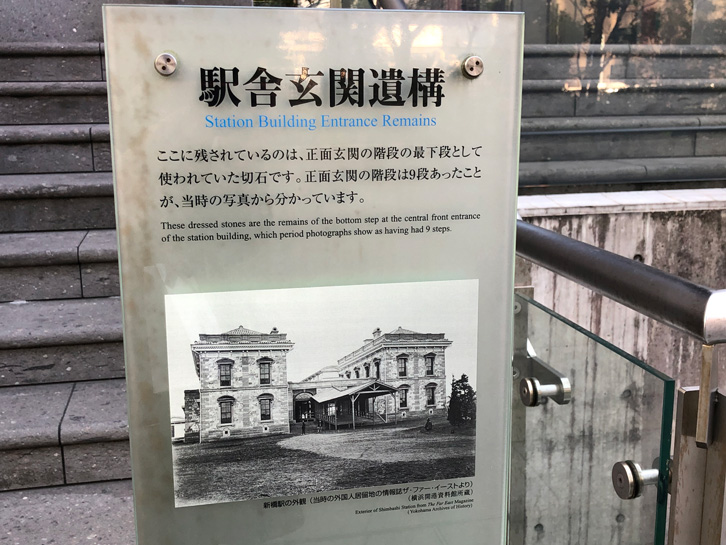 駅舎玄関遺構
Station Building Entrance Remains
ここに残されているのは、正面玄関の階段の最下段として
使われていた切石です。正面玄関の階段は9段あったこと
が、当時の写真から分かっています。
These dressed stones are the remains of the bottom step at the central front entrance
of the station building, which period photographs show as having had 9 steps.
新橋駅の外観（当時の外国人居留地の情報誌ザ・ファー・イーストより）
（横浜開港資料館所蔵）
Exterior of Shimbashi Station from The Far East Magazine
(Yokohama Archives of History)